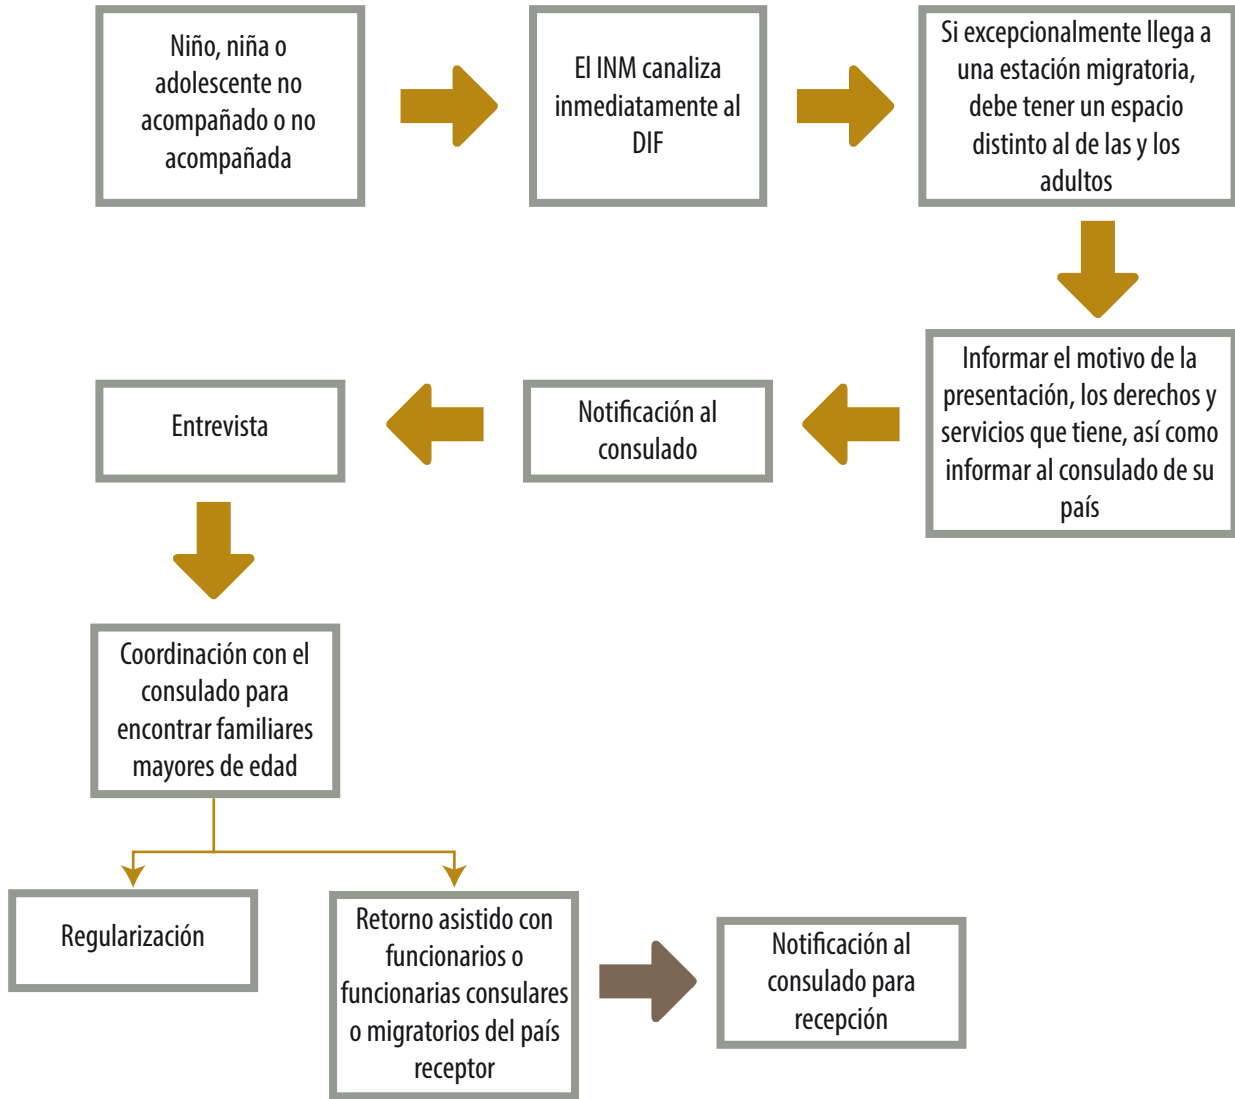 Niño, niña o
adolescente no
acompañado o no
acompañada
El INM canaliza
inmediatamente al
DIF
Si excepcionalmente llega a
una estación migratoria,
debe tener un espacio
distinto al de las y los
adultos
Informar el motivo de la
presentación, los derechos y
servicios que tiene, así como
informar al consulado de su
país
Notificación al
consulado
Entrevista
Coordinación con el
consulado para
encontrar familiares
mayores de edad
Regularización
Retorno asistido con
funcionarios o
funcionarias consulares
o migratorios del país
receptor
Notificación al
consulado para
recepción